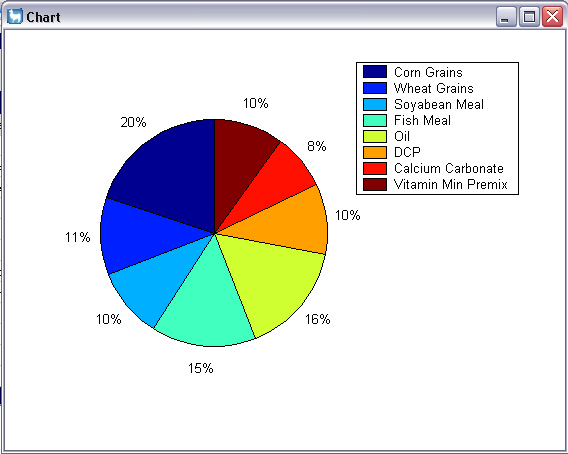 Chart
Corn Grains
Wheat Grains
Soyabean Meal
Fish Meal
Oil
DCP
Calcium Carbonate
Vitamin Min Premix
10%
20%
8%
10%
11%
10%
16%
15%